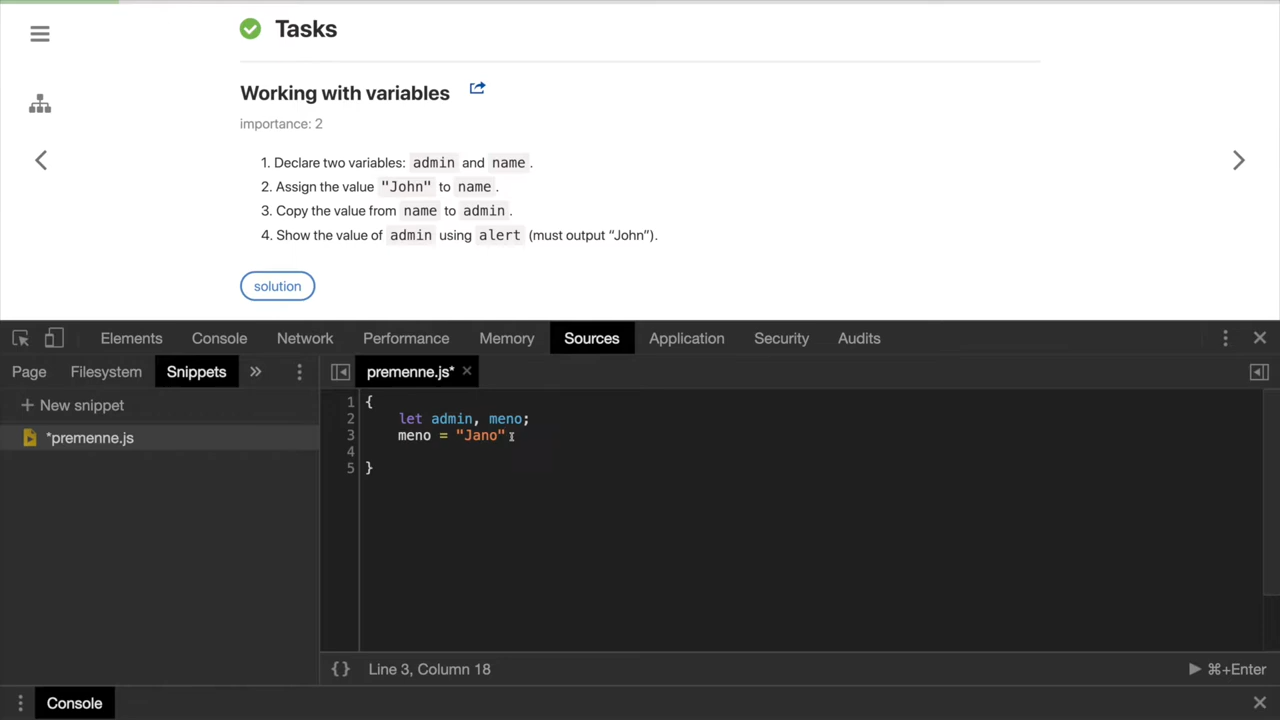 Tasks
Working with variables
importance: 2
1. Declare two variables: admin and name.
2. Assign the value "John" to name.
3. Copy the value from name to admin.
4. Show the value of admin using alert (must output “John”).
solution
Elements Console Network Performance Memory Sources Application Security Audits
Page Filesystem Snippets » premenne.js* ×
+ New snippet
*premenne.js
1 {
2 let admin, meno;
3 meno = "Jano"
4
5 }
{} Line 3, Column 18 ⌘+Enter
Console